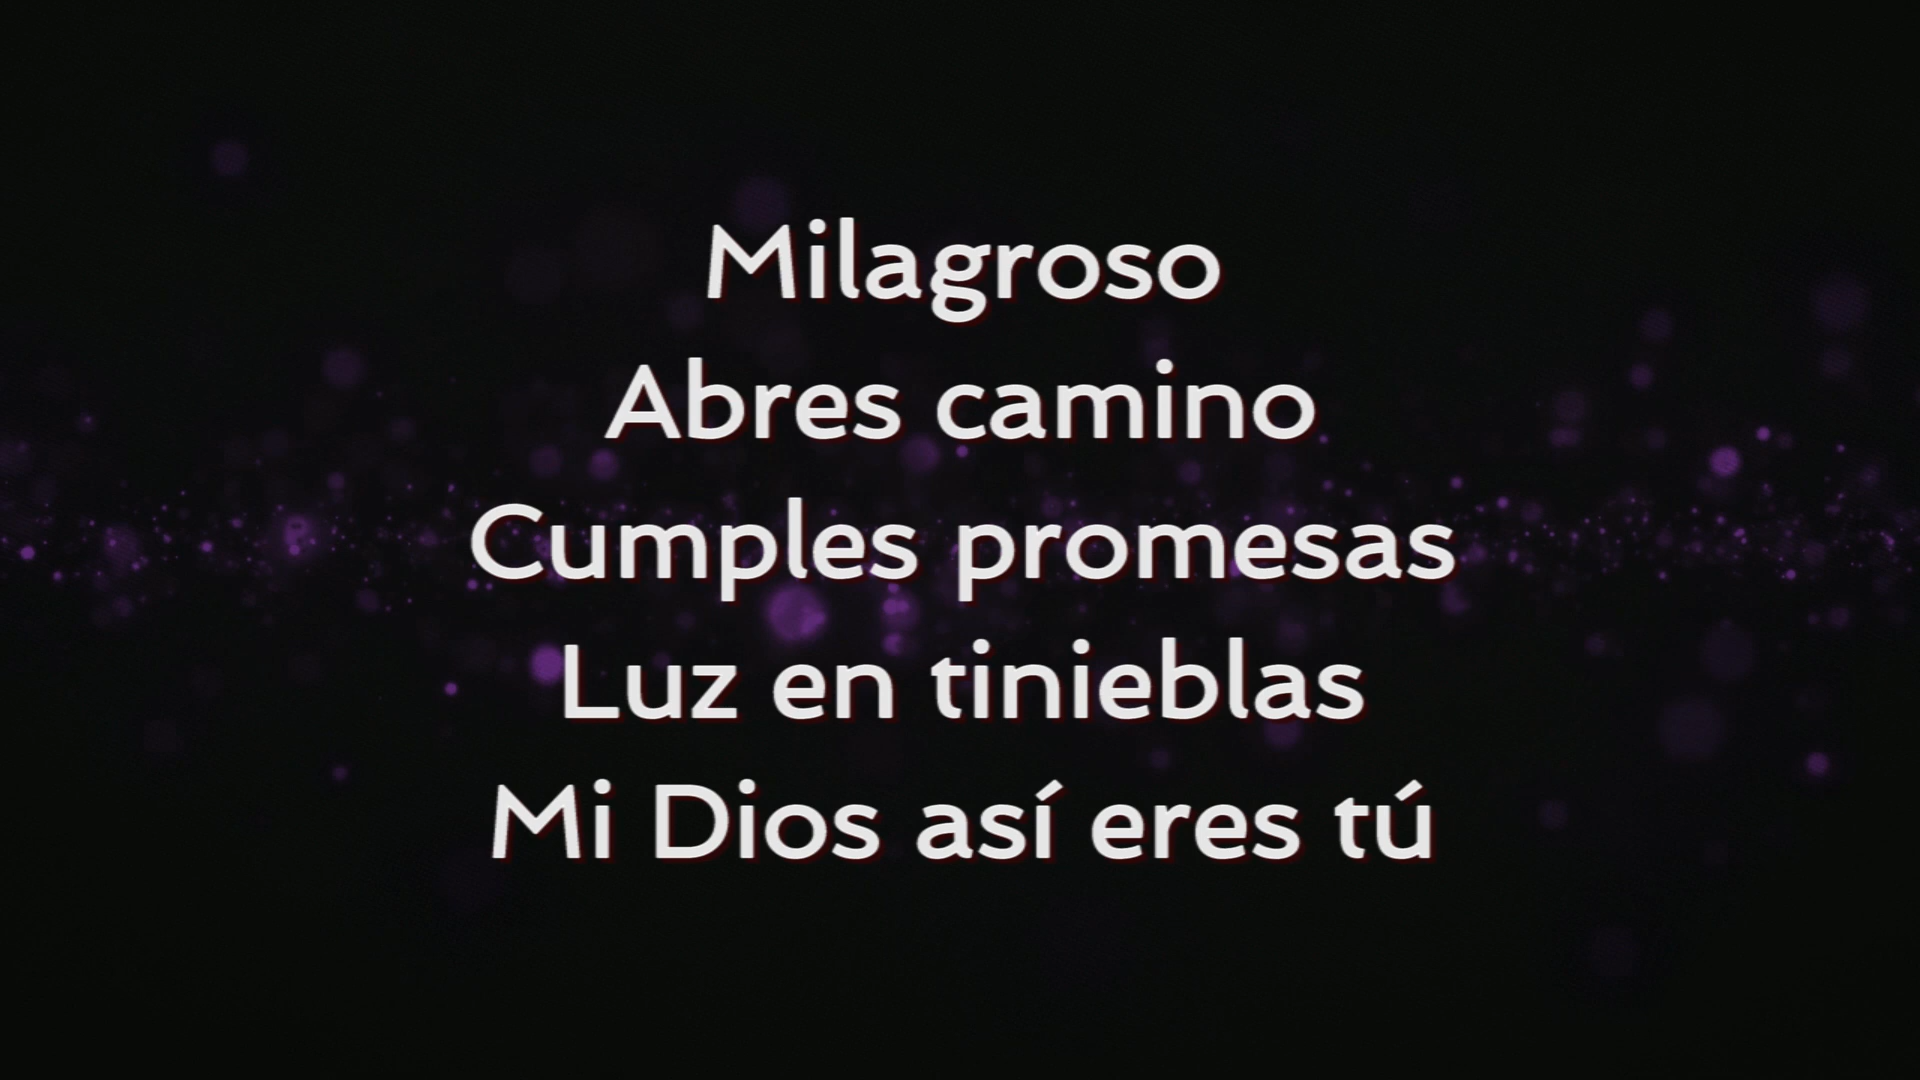 Milagroso
Abres camino
Cumples promesas
Luz en tinieblas
Mi Dios así eres tú